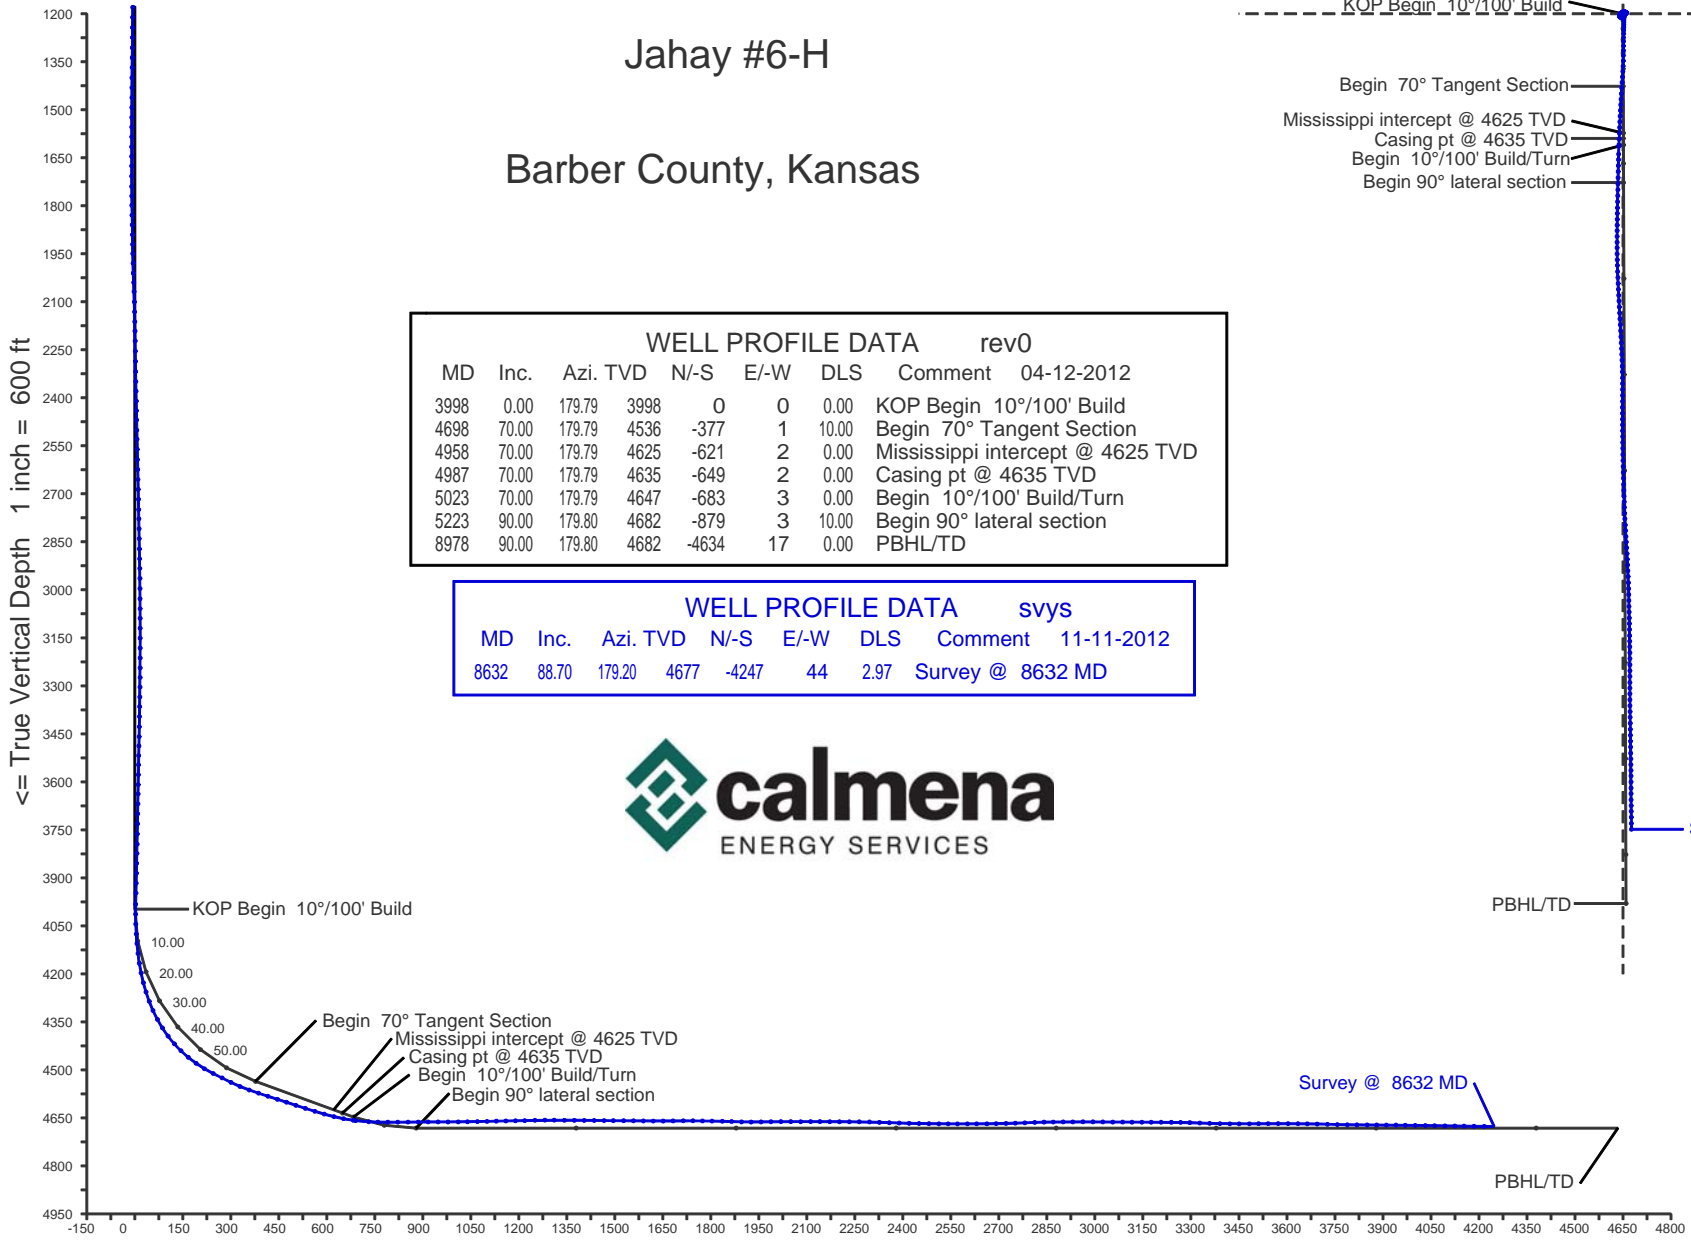 KOP Begin 10°/100' Build
Jahay #6-H
Barber County, Kansas
Begin 70° Tangent Section
Mississippi intercept @ 4625 TVD
Casing pt @ 4635 TVD
Begin 10°/100' Build/Turn
Begin 90° lateral section
WELL PROFILE DATA rev0
MD Inc. Azi. TVD N/-S E/-W DLS Comment 04-12-2012
3998 0.00 179.79 3998 0 0 0.00 KOP Begin 10°/100' Build
4698 70.00 179.79 4536 -377 1 10.00 Begin 70° Tangent Section
4958 70.00 179.79 4625 -621 2 0.00 Mississippi intercept @ 4625 TVD
4987 70.00 179.79 4635 -649 2 0.00 Casing pt @ 4635 TVD
5023 70.00 179.79 4647 -683 3 0.00 Begin 10°/100' Build/Turn
5223 90.00 179.80 4682 -879 3 10.00 Begin 90° lateral section
8978 90.00 179.80 4682 -4634 17 0.00 PBHL/TD
WELL PROFILE DATA svys
MD Inc. Azi. TVD N/-S E/-W DLS Comment 11-11-2012
8632 88.70 179.20 4677 -4247 44 2.97 Survey @ 8632 MD
calmena
ENERGY SERVICES
PBHL/TD
<= True Vertical Depth 1 inch = 600 ft
1200
1350
1500
1650
1800
1950
2100
2250
2400
2550
2700
2850
3000
3150
3300
3450
3600
3750
3900
4050
4200
4350
4500
4650
4800
4950
KOP Begin 10°/100' Build
10.00
20.00
30.00
40.00
50.00
Begin 70° Tangent Section
Mississippi intercept @ 4625 TVD
Casing pt @ 4635 TVD
Begin 10°/100' Build/Turn
Begin 90° lateral section
Survey @ 8632 MD
PBHL/TD
-150 0 150 300 450 600 750 900 1050 1200 1350 1500 1650 1800 1950 2100 2250 2400 2550 2700 2850 3000 3150 3300 3450 3600 3750 3900 4050 4200 4350 4500 4650 4800